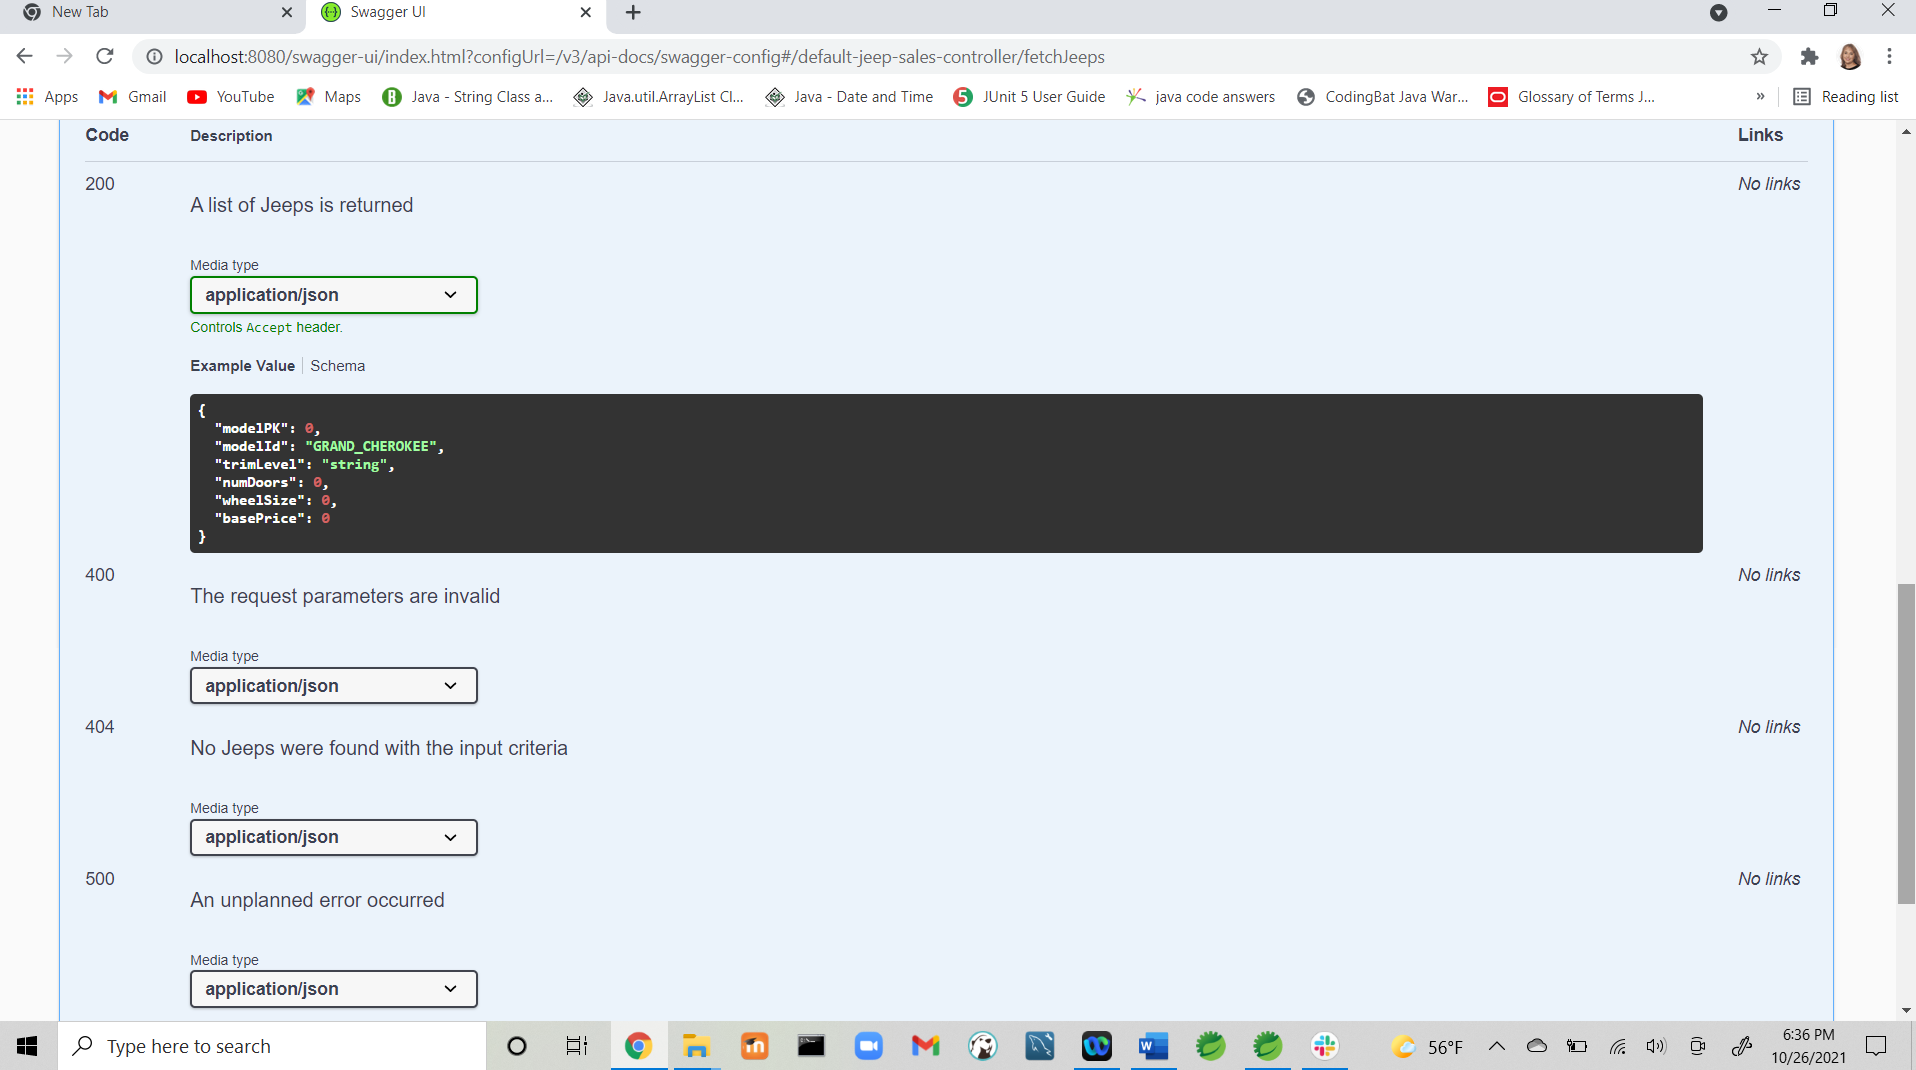 New Tab
Swagger UI
localhost:8080/swagger-ui/index.html?configUrl=/v3/api-docs/swagger-config#/default-jeep-sales-controller/fetchJeeps
Apps Gmail YouTube Maps Java - String Class a... Java.util.ArrayList Cl... Java - Date and Time JUnit 5 User Guide java code answers CodingBat Java War... Glossary of Terms J... » Reading list
Code Description Links
200 No links
A list of Jeeps is returned
Media type
application/json
Controls Accept header.
Example Value Schema
{
"modelPK": 0,
"modelId": "GRAND_CHEROKEE",
"trimLevel": "string",
"numDoors": 0,
"wheelSize": 0,
"basePrice": 0
}
400 No links
The request parameters are invalid
Media type
application/json
404 No links
No Jeeps were found with the input criteria
Media type
application/json
500 No links
An unplanned error occurred
Media type
application/json
Type here to search
56°F
6:36 PM
10/26/2021